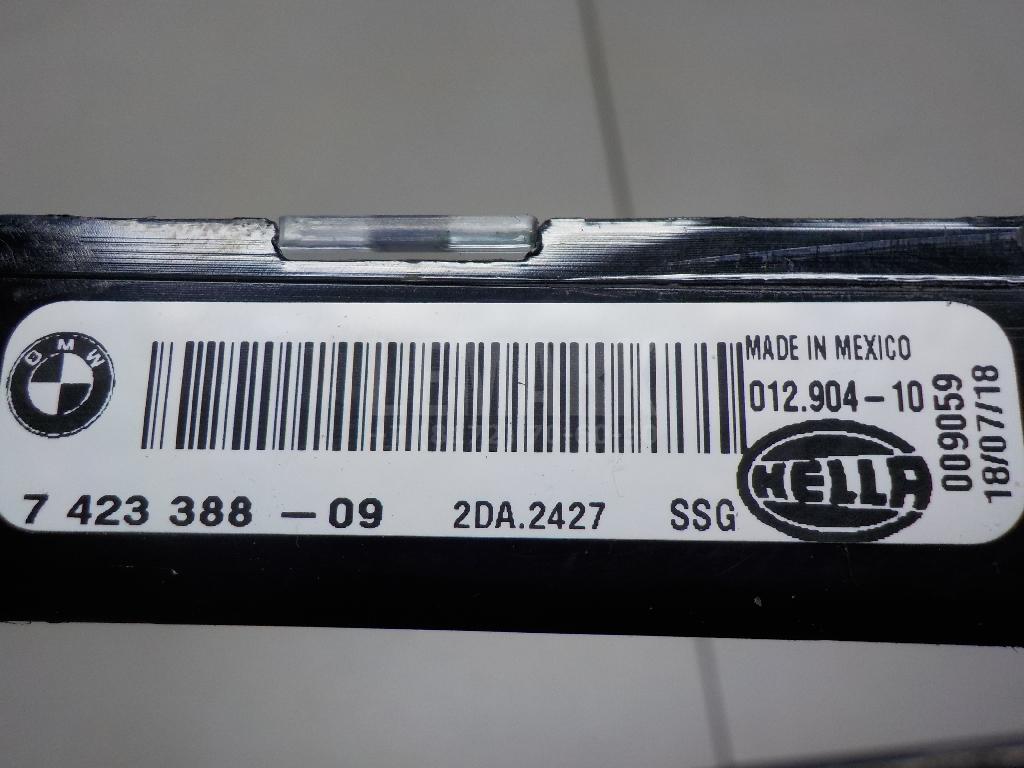 BMW
MADE IN MEXICO
012.904-10
HELLA
009059
18/07/18
7 423 388 -09 2DA.2427 SSG